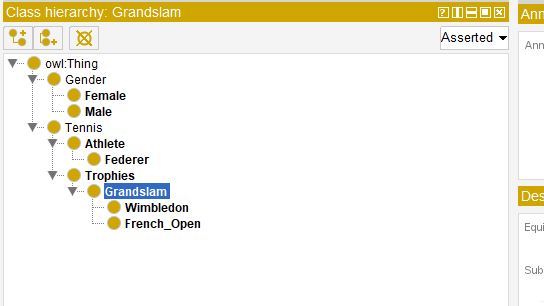 Class hierarchy: Grandslam
Asserted
owl:Thing
Gender
Female
Male
Tennis
Athlete
Federer
Trophies
Grandslam
Wimbledon
French_Open
Ann
Ann
Des
Equi
Sub